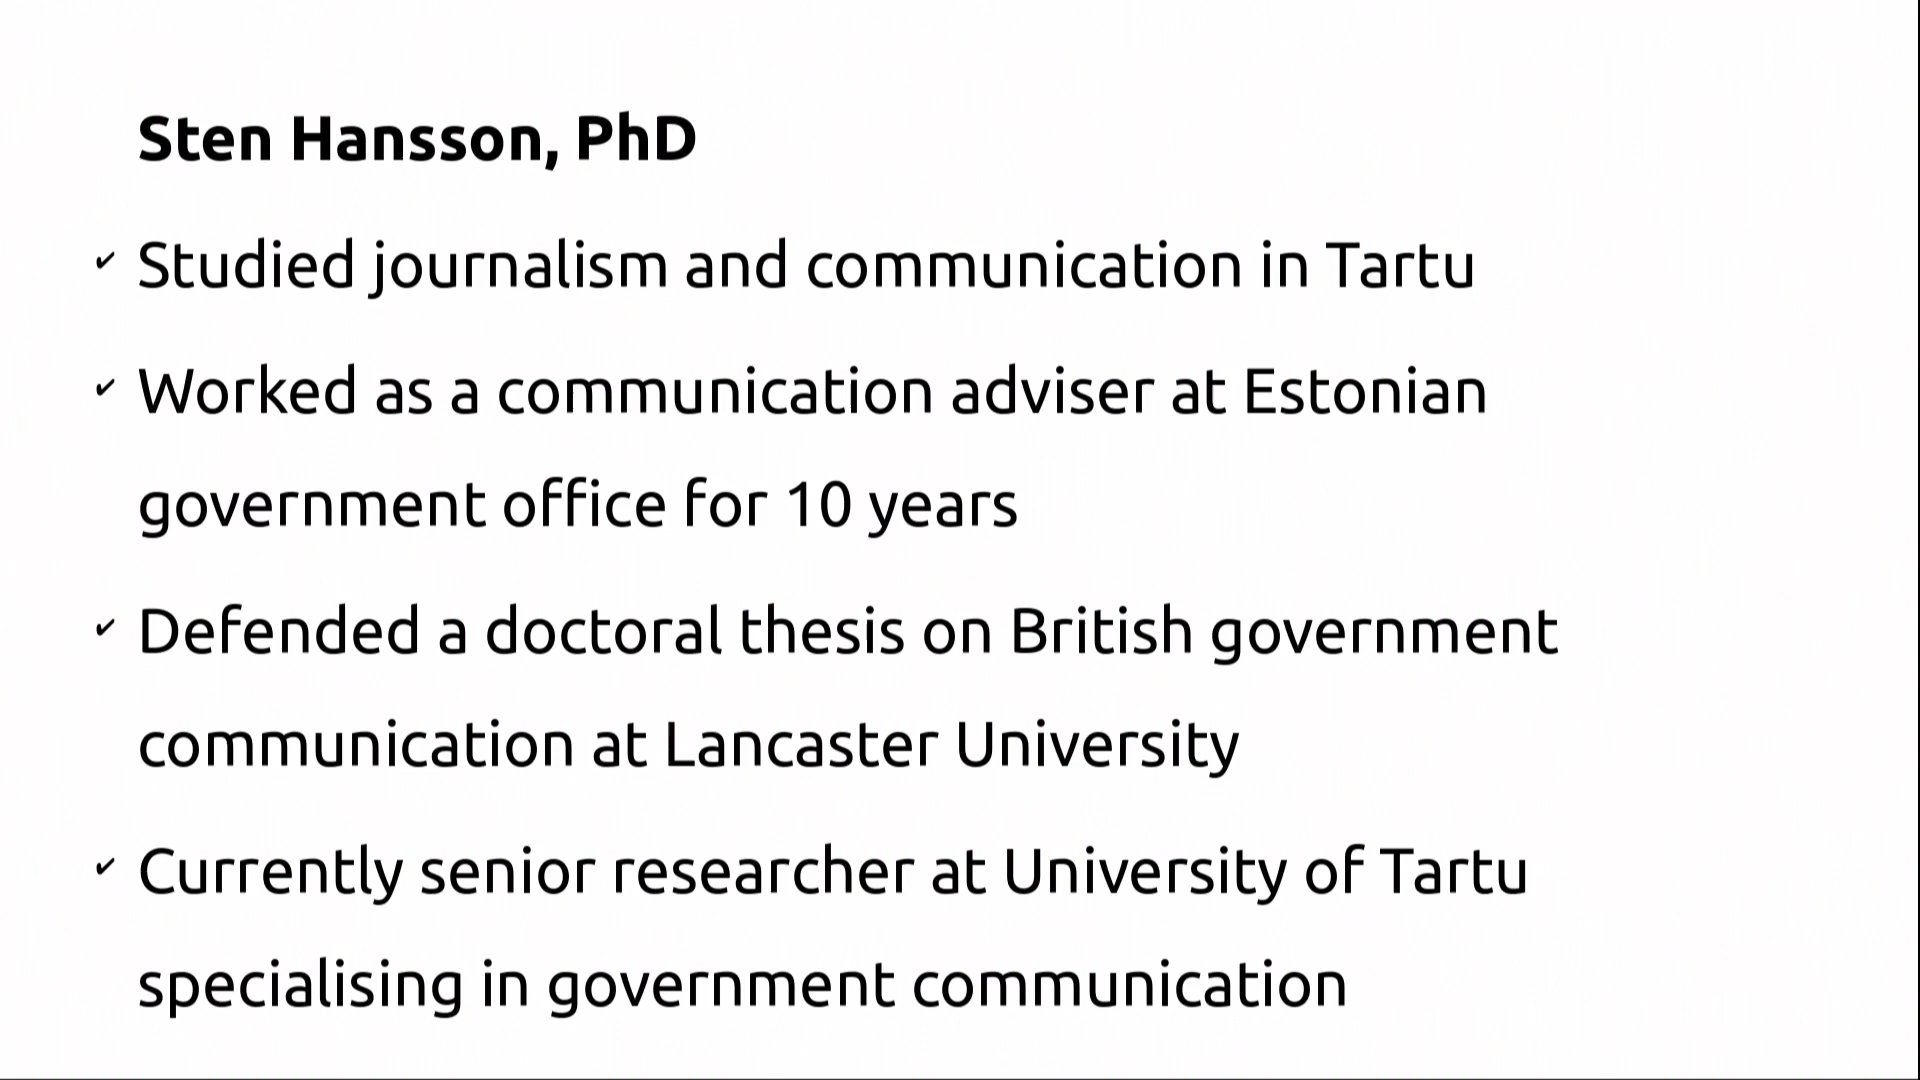 Sten Hansson, PhD
✔ Studied journalism and communication in Tartu
✔ Worked as a communication adviser at Estonian
government office for 10 years
✔ Defended a doctoral thesis on British government
communication at Lancaster University
✔ Currently senior researcher at University of Tartu
specialising in government communication